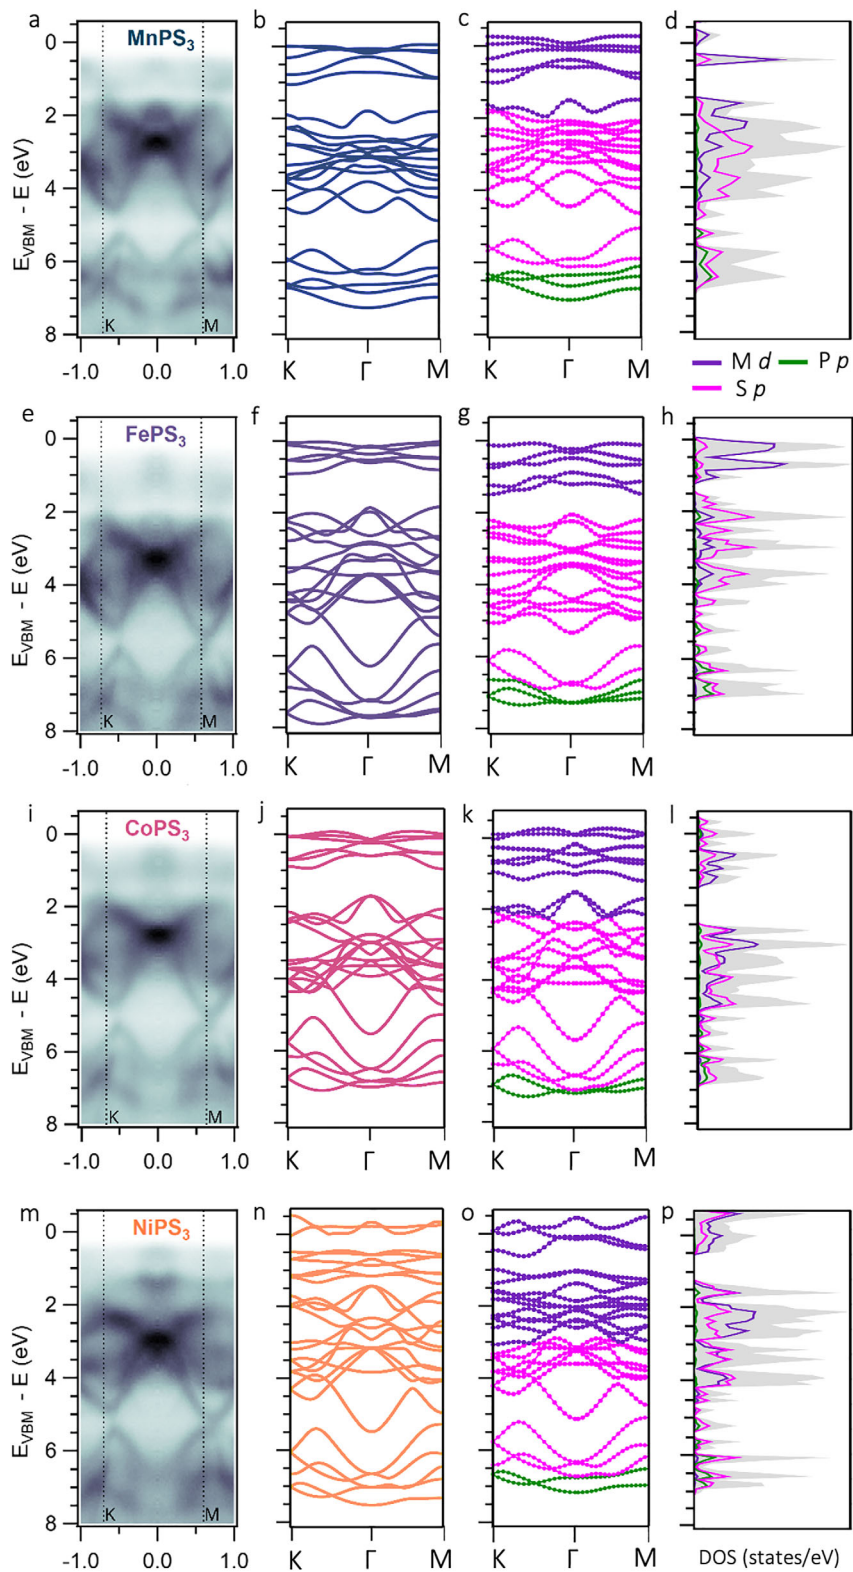 a b c d
MnPS3
0
2
4
6
8
EVBM - E (eV)
K M
-1.0 0.0 1.0
K Γ M
K Γ M
M d P p
S p
e f g h
FePS3
0
2
4
6
8
EVBM - E (eV)
K M
-1.0 0.0 1.0
K Γ M
K Γ M
i j k l
CoPS3
0
2
4
6
8
EVBM - E (eV)
K M
-1.0 0.0 1.0
K Γ M
K Γ M
m n o p
NiPS3
0
2
4
6
8
EVBM - E (eV)
K M
-1.0 0.0 1.0
K Γ M
K Γ M
DOS (states/eV)